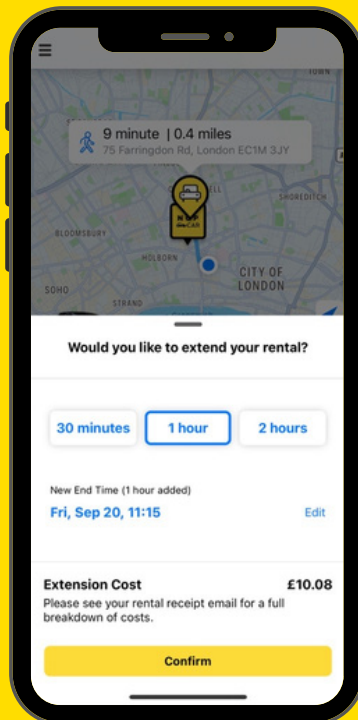 TOWN
9 minute | 0.4 miles
75 Farringdon Rd, London EC1M 3JY
SHOREDITCH
BLOOMSBURY
HOLBORN
CITY OF
LONDON
SOHO
STRAND
Would you like to extend your rental?
30 minutes
1 hour
2 hours
New End Time (1 hour added)
Fri, Sep 20, 11:15
Edit
Extension Cost
£10.08
Please see your rental receipt email for a full
breakdown of costs.
Confirm